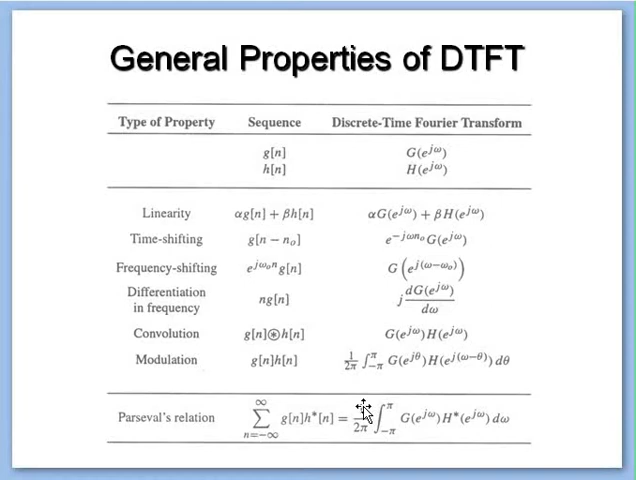 General Properties of DTFT
Type of Property Sequence Discrete-Time Fourier Transform
g[n] G(e^{jω})
h[n] H(e^{jω})
Linearity αg[n] + βh[n] αG(e^{jω}) + βH(e^{jω})
Time-shifting g[n − n_o] e^{−jωn_o}G(e^{jω})
Frequency-shifting e^{jω_o n}g[n] G(e^{j(ω−ω_o)})
Differentiation
in frequency ng[n] j dG(e^{jω})/dω
Convolution g[n]⊛h[n] G(e^{jω})H(e^{jω})
Modulation g[n]h[n] 1/2π ∫_{−π}^{π} G(e^{jθ})H(e^{j(ω−θ)}) dθ
Parseval's relation ∑_{n=−∞}^{∞} g[n]h*[n] = /2π ∫_{−π}^{π} G(e^{jω})H*(e^{jω}) dω